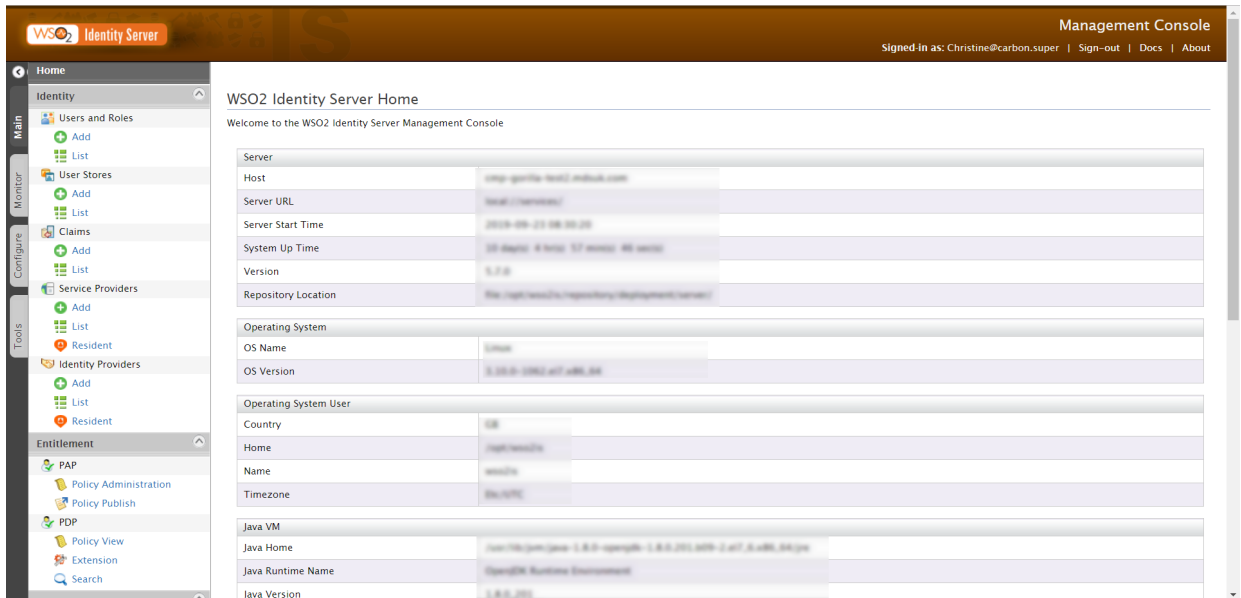 WSO2 Identity Server
Management Console
Signed-in as: Christine@carbon.super | Sign-out | Docs | About
Main
Monitor
Configure
Tools
Home
Identity
Users and Roles
Add
List
User Stores
Add
List
Claims
Add
List
Service Providers
Add
List
Resident
Identity Providers
Add
List
Resident
Entitlement
PAP
Policy Administration
Policy Publish
PDP
Policy View
Extension
Search
WSO2 Identity Server Home
Welcome to the WSO2 Identity Server Management Console
Server
Host
Server URL
Server Start Time
System Up Time
Version
Repository Location
Operating System
OS Name
OS Version
Operating System User
Country
Home
Name
Timezone
Java VM
Java Home
Java Runtime Name
Java Version